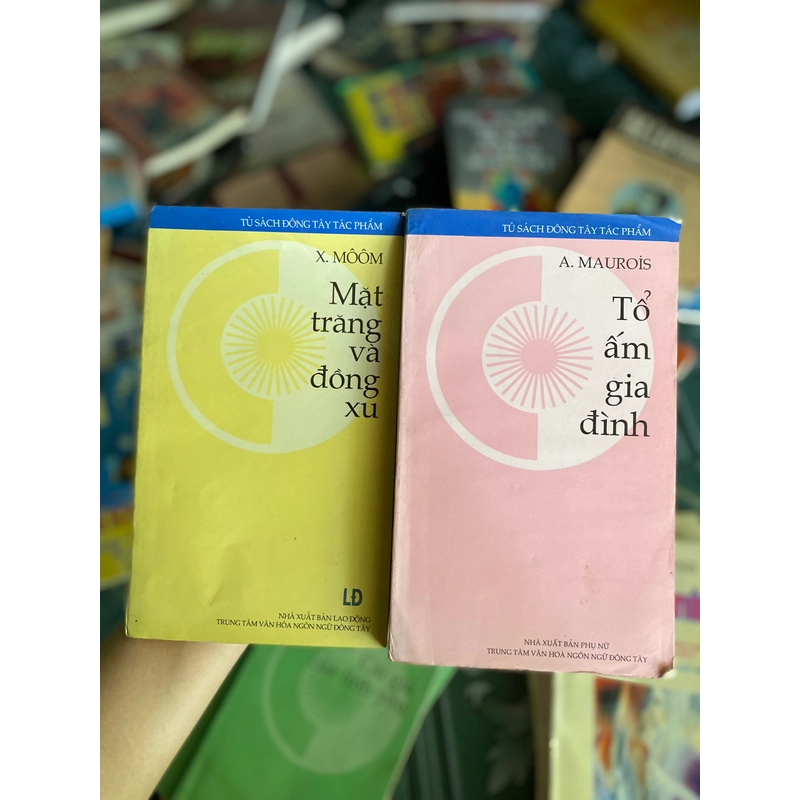 TỦ SÁCH ĐÔNG TÂY TÁC PHẨM
X. MÔÔM
Mặt
trăng
và
đồng
xu
LĐ
NHÀ XUẤT BẢN LAO ĐỘNG
TRUNG TÂM VĂN HÓA NGÔN NGỮ ĐÔNG TÂY
TỦ SÁCH ĐÔNG TÂY TÁC PHẨM
A. MAUROIS
Tổ
ấm
gia
đình
NHÀ XUẤT BẢN PHỤ NỮ
TRUNG TÂM VĂN HOÁ NGÔN NGỮ ĐÔNG TÂY